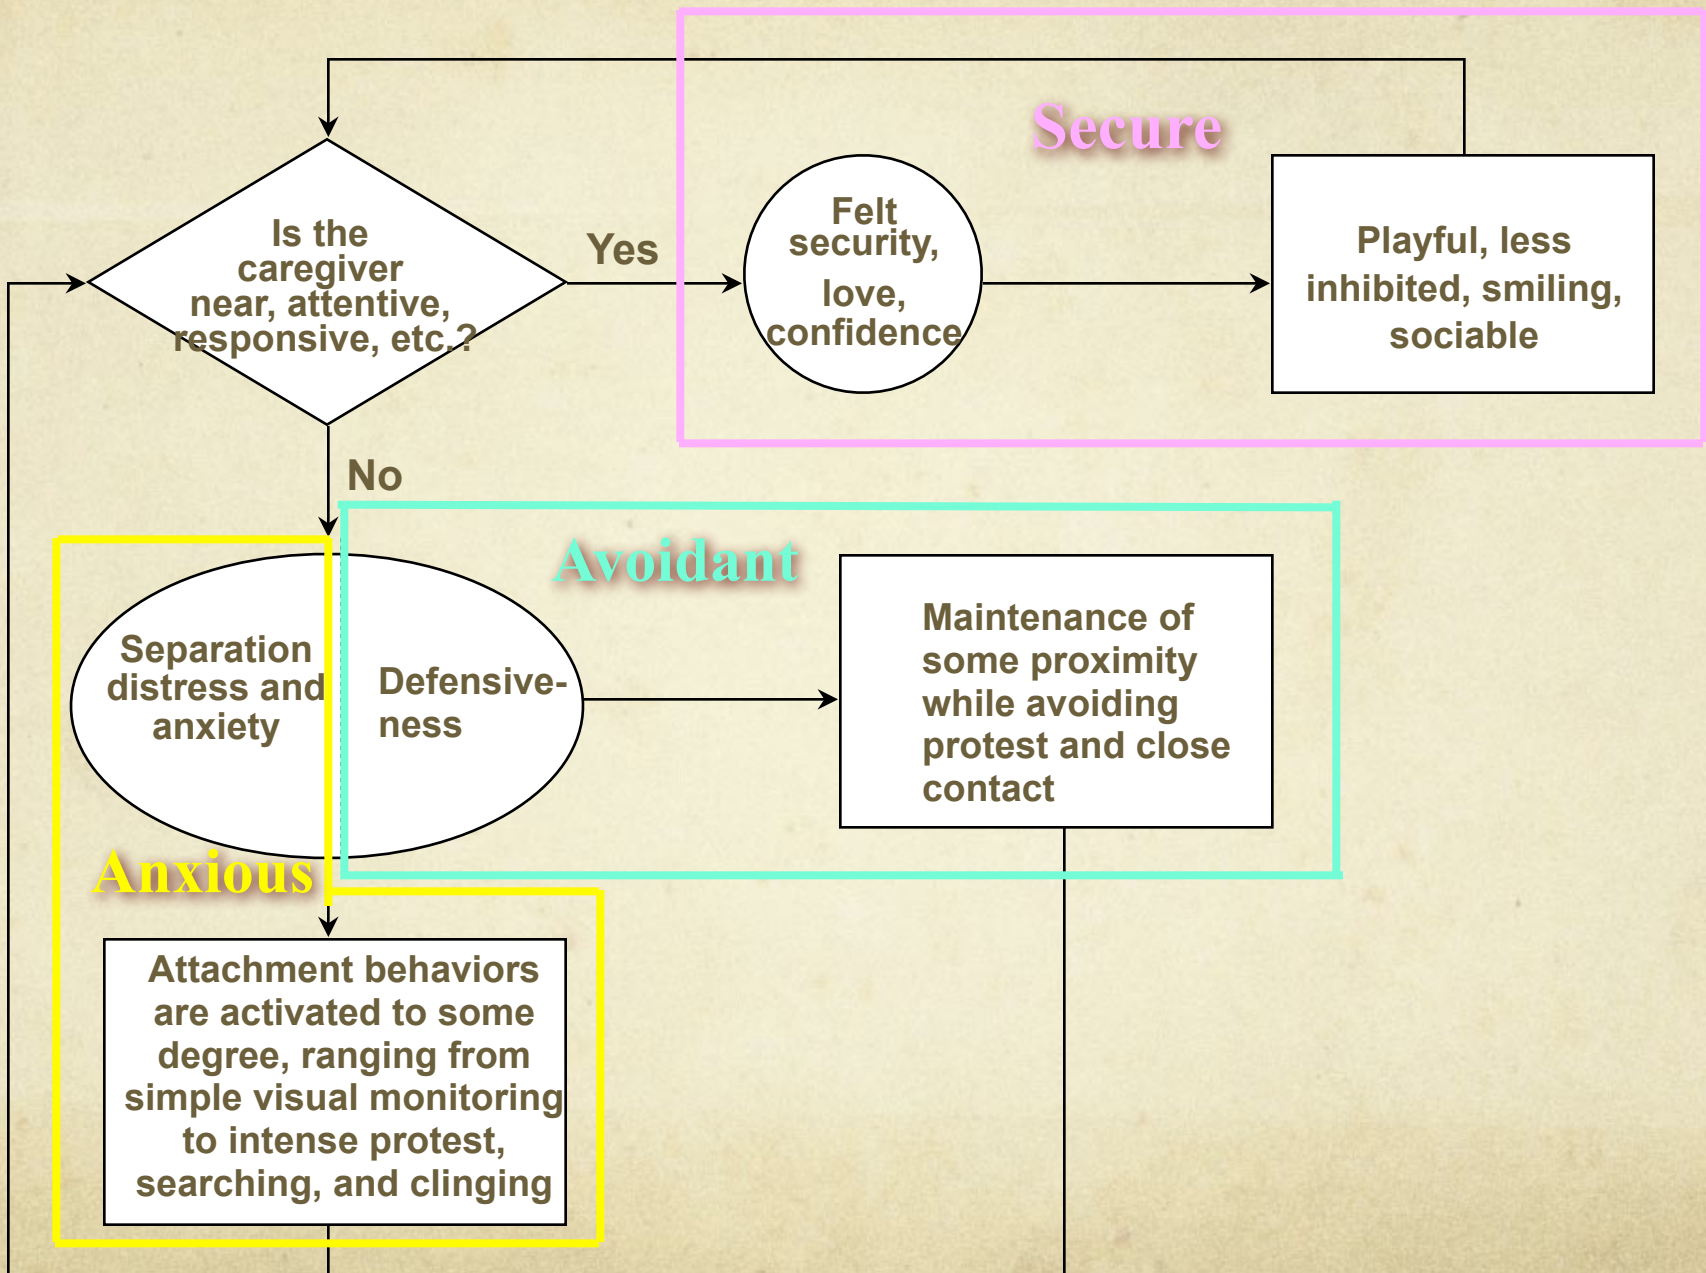 Secure
Is the
caregiver
near, attentive,
responsive, etc.?
Yes
Felt
security,
love,
confidence
Playful, less
inhibited, smiling,
sociable
No
Avoidant
Separation
distress and
anxiety
Defensive-
ness
Maintenance of
some proximity
while avoiding
protest and close
contact
Anxious
Attachment behaviors
are activated to some
degree, ranging from
simple visual monitoring
to intense protest,
searching, and clinging